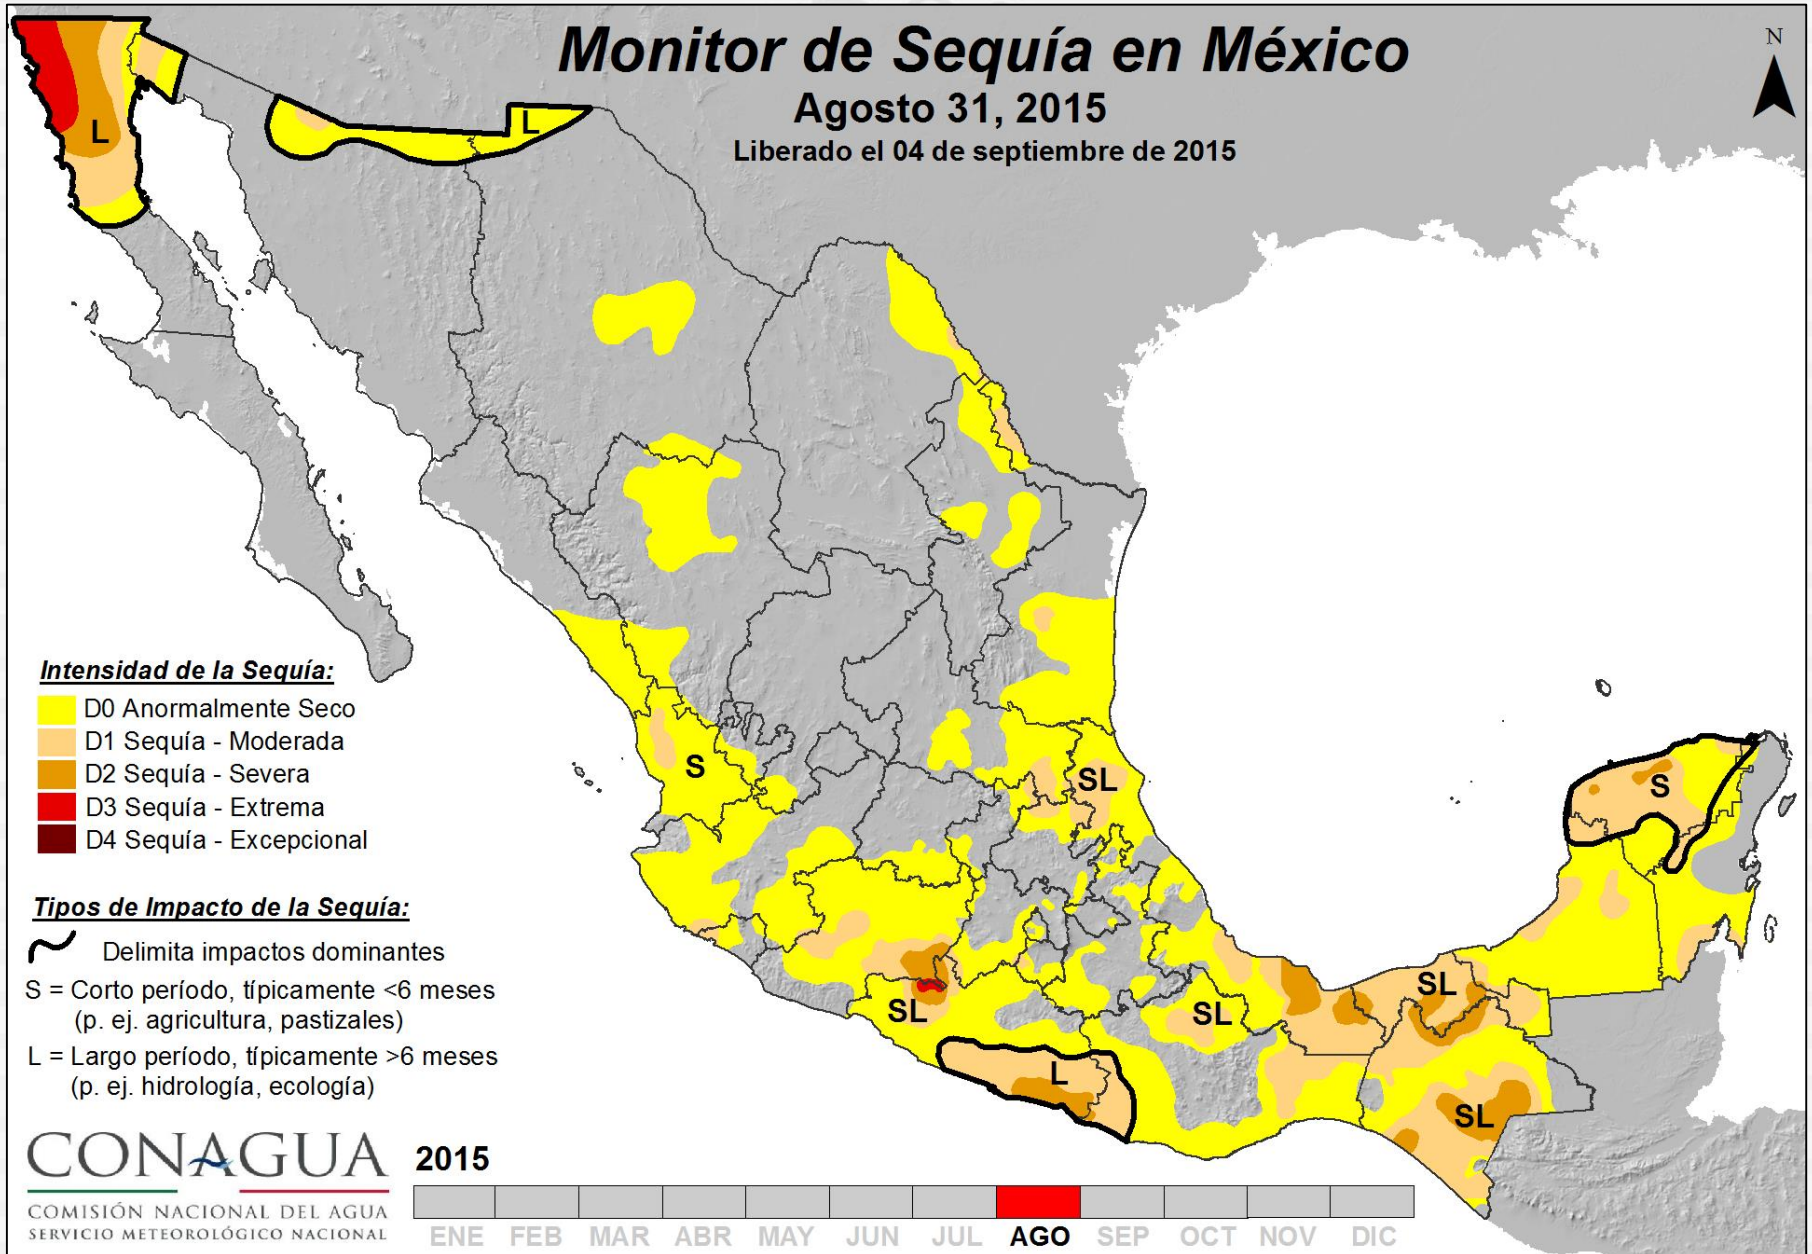 Monitor de Sequía en México
Agosto 31, 2015
Liberado el 04 de septiembre de 2015
N
L
L
S
SL
S
SL
SL
SL
L
SL
Intensidad de la Sequía:
D0 Anormalmente Seco
D1 Sequía - Moderada
D2 Sequía - Severa
D3 Sequía - Extrema
D4 Sequía - Excepcional
Tipos de Impacto de la Sequía:
Delimita impactos dominantes
S = Corto período, típicamente <6 meses
(p. ej. agricultura, pastizales)
L = Largo período, típicamente >6 meses
(p. ej. hidrología, ecología)
CONAGUA
COMISIÓN NACIONAL DEL AGUA
SERVICIO METEOROLÓGICO NACIONAL
2015
ENE FEB MAR ABR MAY JUN JUL AGO SEP OCT NOV DIC